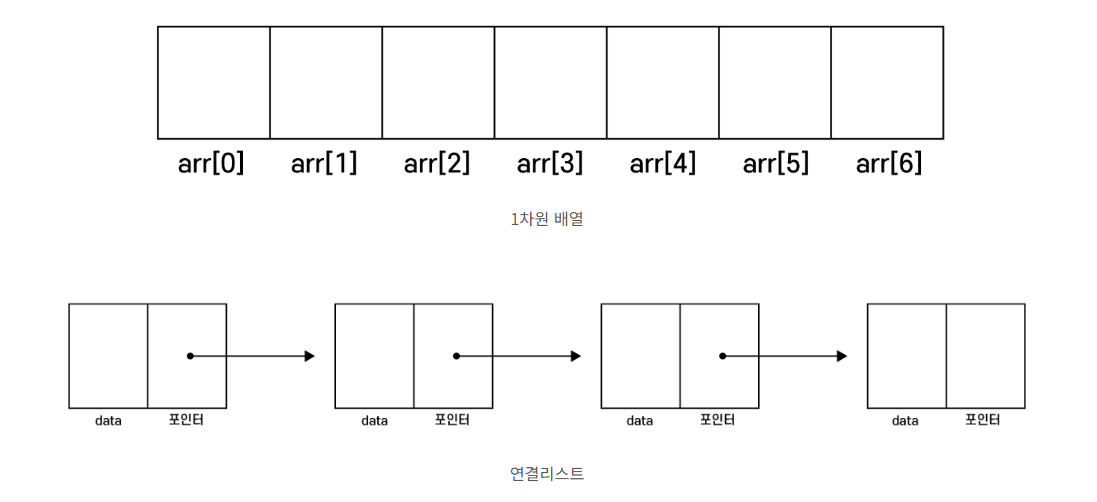 arr[0] arr[1] arr[2] arr[3] arr[4] arr[5] arr[6]
1차원 배열
data 포인터 data 포인터 data 포인터 data 포인터
연결리스트